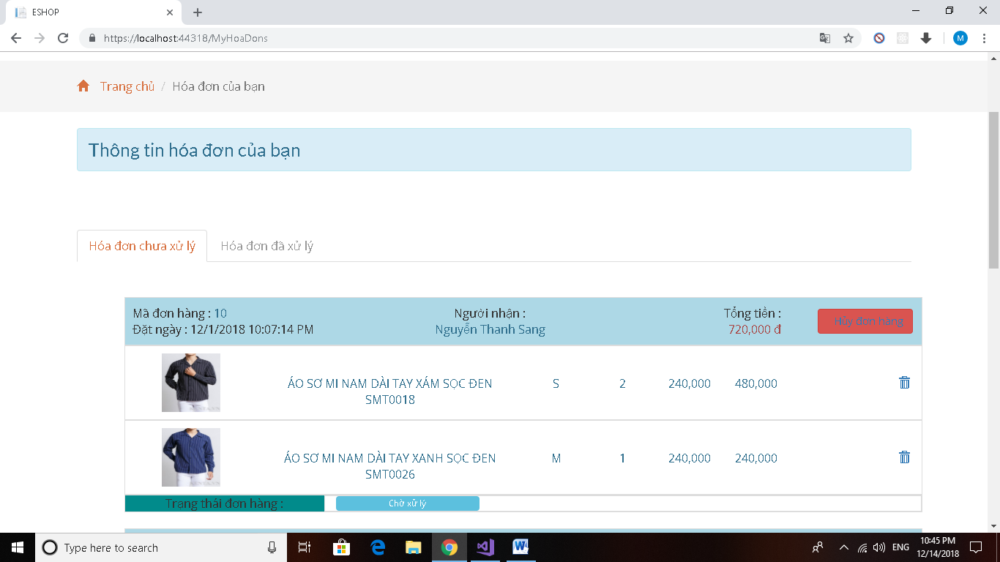 ESHOP
https://localhost:44318/MyHoaDons
M
Trang chủ / Hóa đơn của bạn
Thông tin hóa đơn của bạn
Hóa đơn chưa xử lý
Hóa đơn đã xử lý
Mã đơn hàng : 10
Đặt ngày : 12/1/2018 10:07:14 PM
Người nhận :
Nguyễn Thanh Sang
Tổng tiền :
720,000 đ
Hủy đơn hàng
ÁO SƠ MI NAM DÀI TAY XÁM SỌC ĐEN
SMT0018
S 2 240,000 480,000
ÁO SƠ MI NAM DÀI TAY XANH SỌC ĐEN
SMT0026
M 1 240,000 240,000
Trạng thái đơn hàng :
Chờ xử lý
Type here to search
ENG
10:45 PM
12/14/2018